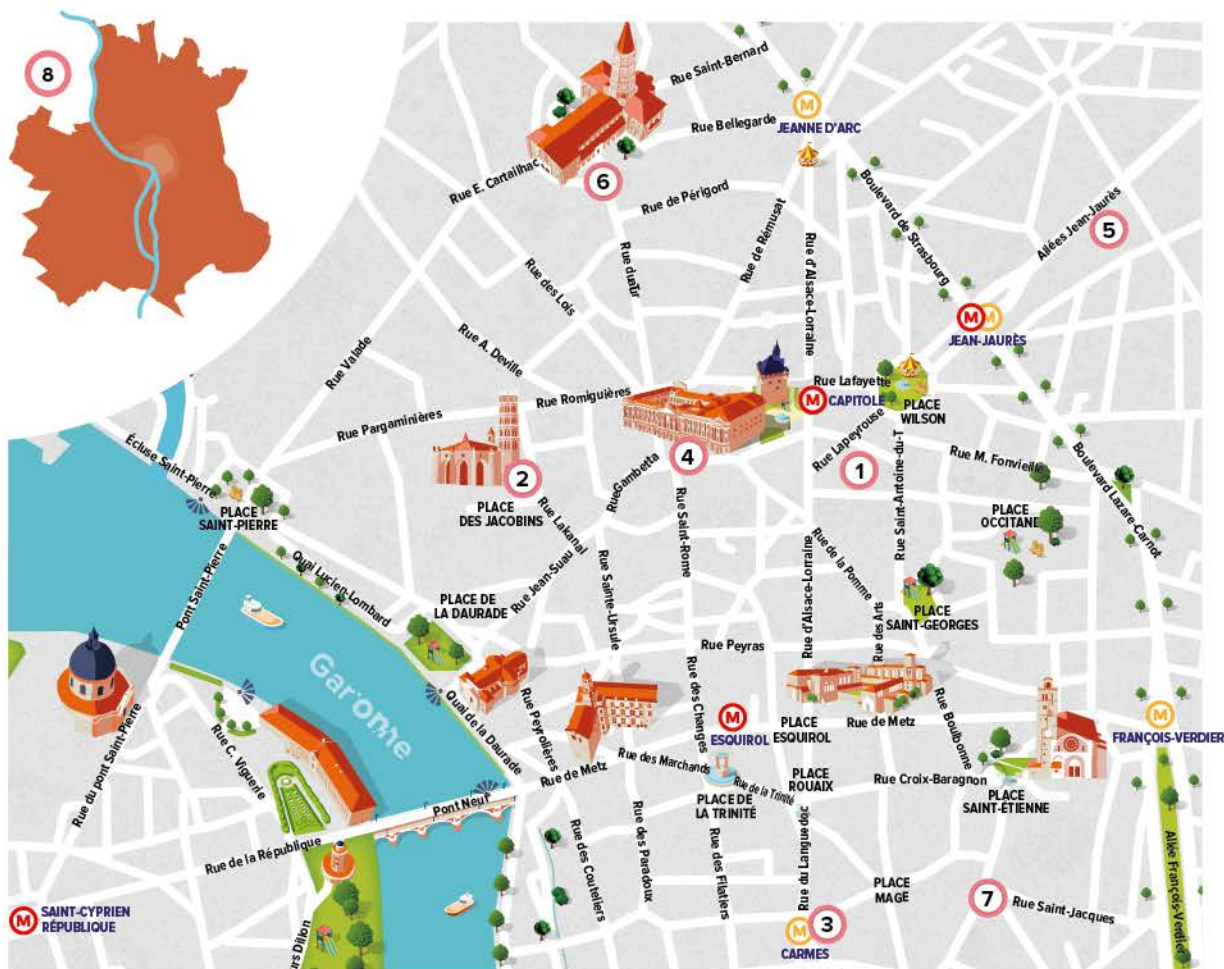 8
Rue Saint-Bernard
M
JEANNE D'ARC
Rue Bellegarde
Rue E. Cartailhac
6
Rue de Périgord
Boulevard de Strasbourg
Allées Jean-Jaurès
5
Rue de Rémusat
Rue d'Alsace-Lorraine
Rue des Lois
M M
JEAN-JAURÈS
Rue Valade
Rue A. Deville
Rue Romiguières
Rue Lafayette
M CAPITOLE
PLACE
WILSON
Rue Pargaminières
Rue Lapeyrouse
1
Rue M. Fonvieille
Boulevard Lazare-Carnot
Écluse Saint-Pierre
2
4
Rue Gambetta
PLACE
DES JACOBINS
Rue Lakanal
Rue Saint-Rome
Rue Saint-Antoine-du-T
PLACE
OCCITANE
PLACE
SAINT-PIERRE
Pont Saint-Pierre
Quai Lucien-Lombard
Rue Jean-Suau
Rue Sainte-Ursule
Rue d'Alsace-Lorraine
Rue de la Pomme
Rue des Arts
PLACE DE
LA DAURADE
PLACE
SAINT-GEORGES
Rue Peyras
Garonne
Quai de la Daurade
Rue Peyrolières
Rue des Changes
M
ESQUIROL
PLACE
ESQUIROL
Rue de Metz
Rue Boulbonne
M
FRANÇOIS-VERDIER
Rue du pont Saint-Pierre
Rue C. Viguerie
Rue de Metz
Rue des Marchands
Rue de la Trinité
PLACE
ROUAIX
Rue Croix-Baragnon
PLACE
SAINT-ÉTIENNE
Pont Neuf
PLACE DE
LA TRINITÉ
Rue de la République
Rue des Couteliers
Rue des Paradoux
Rue des Filatiers
Rue du Languedoc
PLACE
MAGE
7
Rue Saint-Jacques
Allée François-Verdier
M SAINT-CYPRIEN
RÉPUBLIQUE
urs Dillon
M 3
CARMES